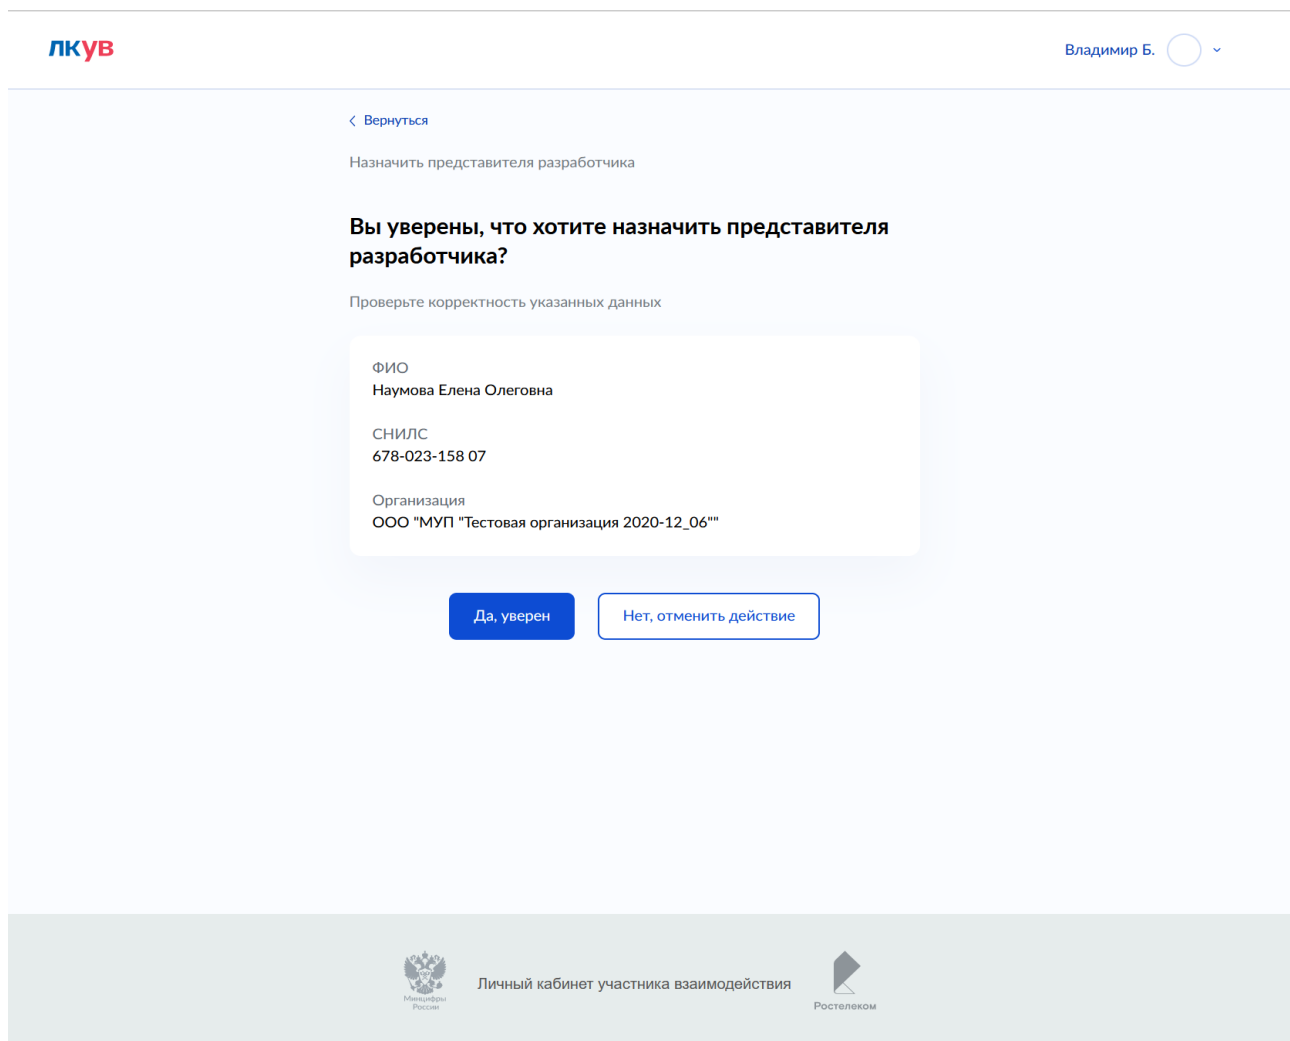 ЛКУВ
Владимир Б.
Вернуться
Назначить представителя разработчика
Вы уверены, что хотите назначить представителя
разработчика?
Проверьте корректность указанных данных
ФИО
Наумова Елена Олеговна
СНИЛС
678-023-158 07
Организация
ООО "МУП "Тестовая организация 2020-12_06""
Да, уверен
Нет, отменить действие
Минцифры
России
Личный кабинет участника взаимодействия
Ростелеком